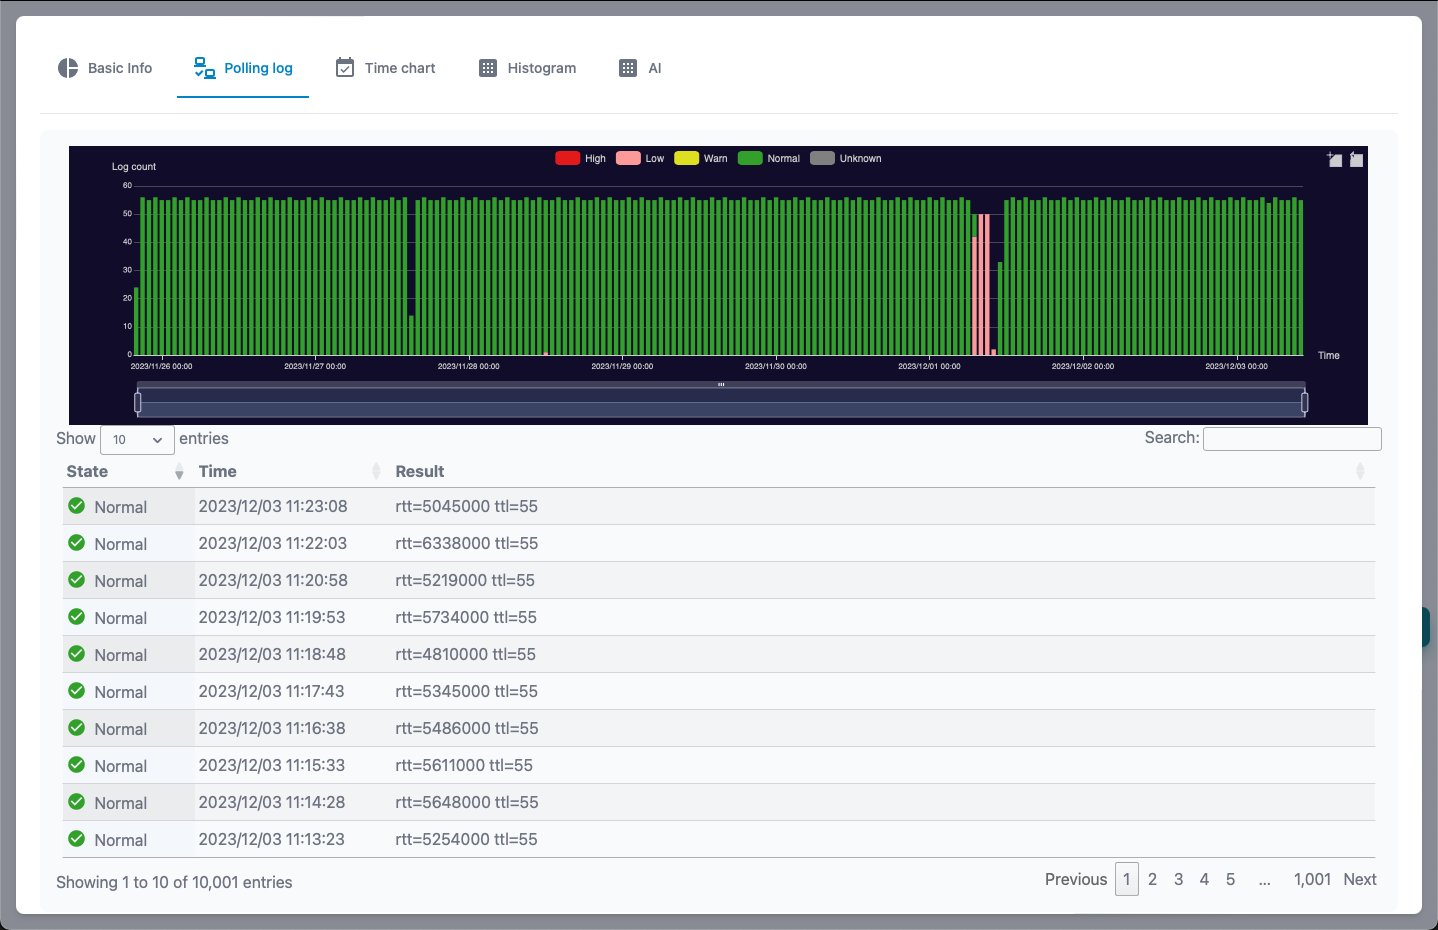 Basic Info Polling log Time chart Histogram AI
High Low Warn Normal Unknown
Log count
60
50
40
30
20
10
0
Time
2023/11/26 00:00 2023/11/27 00:00 2023/11/28 00:00 2023/11/29 00:00 2023/11/30 00:00 2023/12/01 00:00 2023/12/02 00:00 2023/12/03 00:00
Show 10 entries Search:
State Time Result
Normal 2023/12/03 11:23:08 rtt=5045000 ttl=55
Normal 2023/12/03 11:22:03 rtt=6338000 ttl=55
Normal 2023/12/03 11:20:58 rtt=5219000 ttl=55
Normal 2023/12/03 11:19:53 rtt=5734000 ttl=55
Normal 2023/12/03 11:18:48 rtt=4810000 ttl=55
Normal 2023/12/03 11:17:43 rtt=5345000 ttl=55
Normal 2023/12/03 11:16:38 rtt=5486000 ttl=55
Normal 2023/12/03 11:15:33 rtt=5611000 ttl=55
Normal 2023/12/03 11:14:28 rtt=5648000 ttl=55
Normal 2023/12/03 11:13:23 rtt=5254000 ttl=55
Showing 1 to 10 of 10,001 entries Previous 1 2 3 4 5 ... 1,001 Next